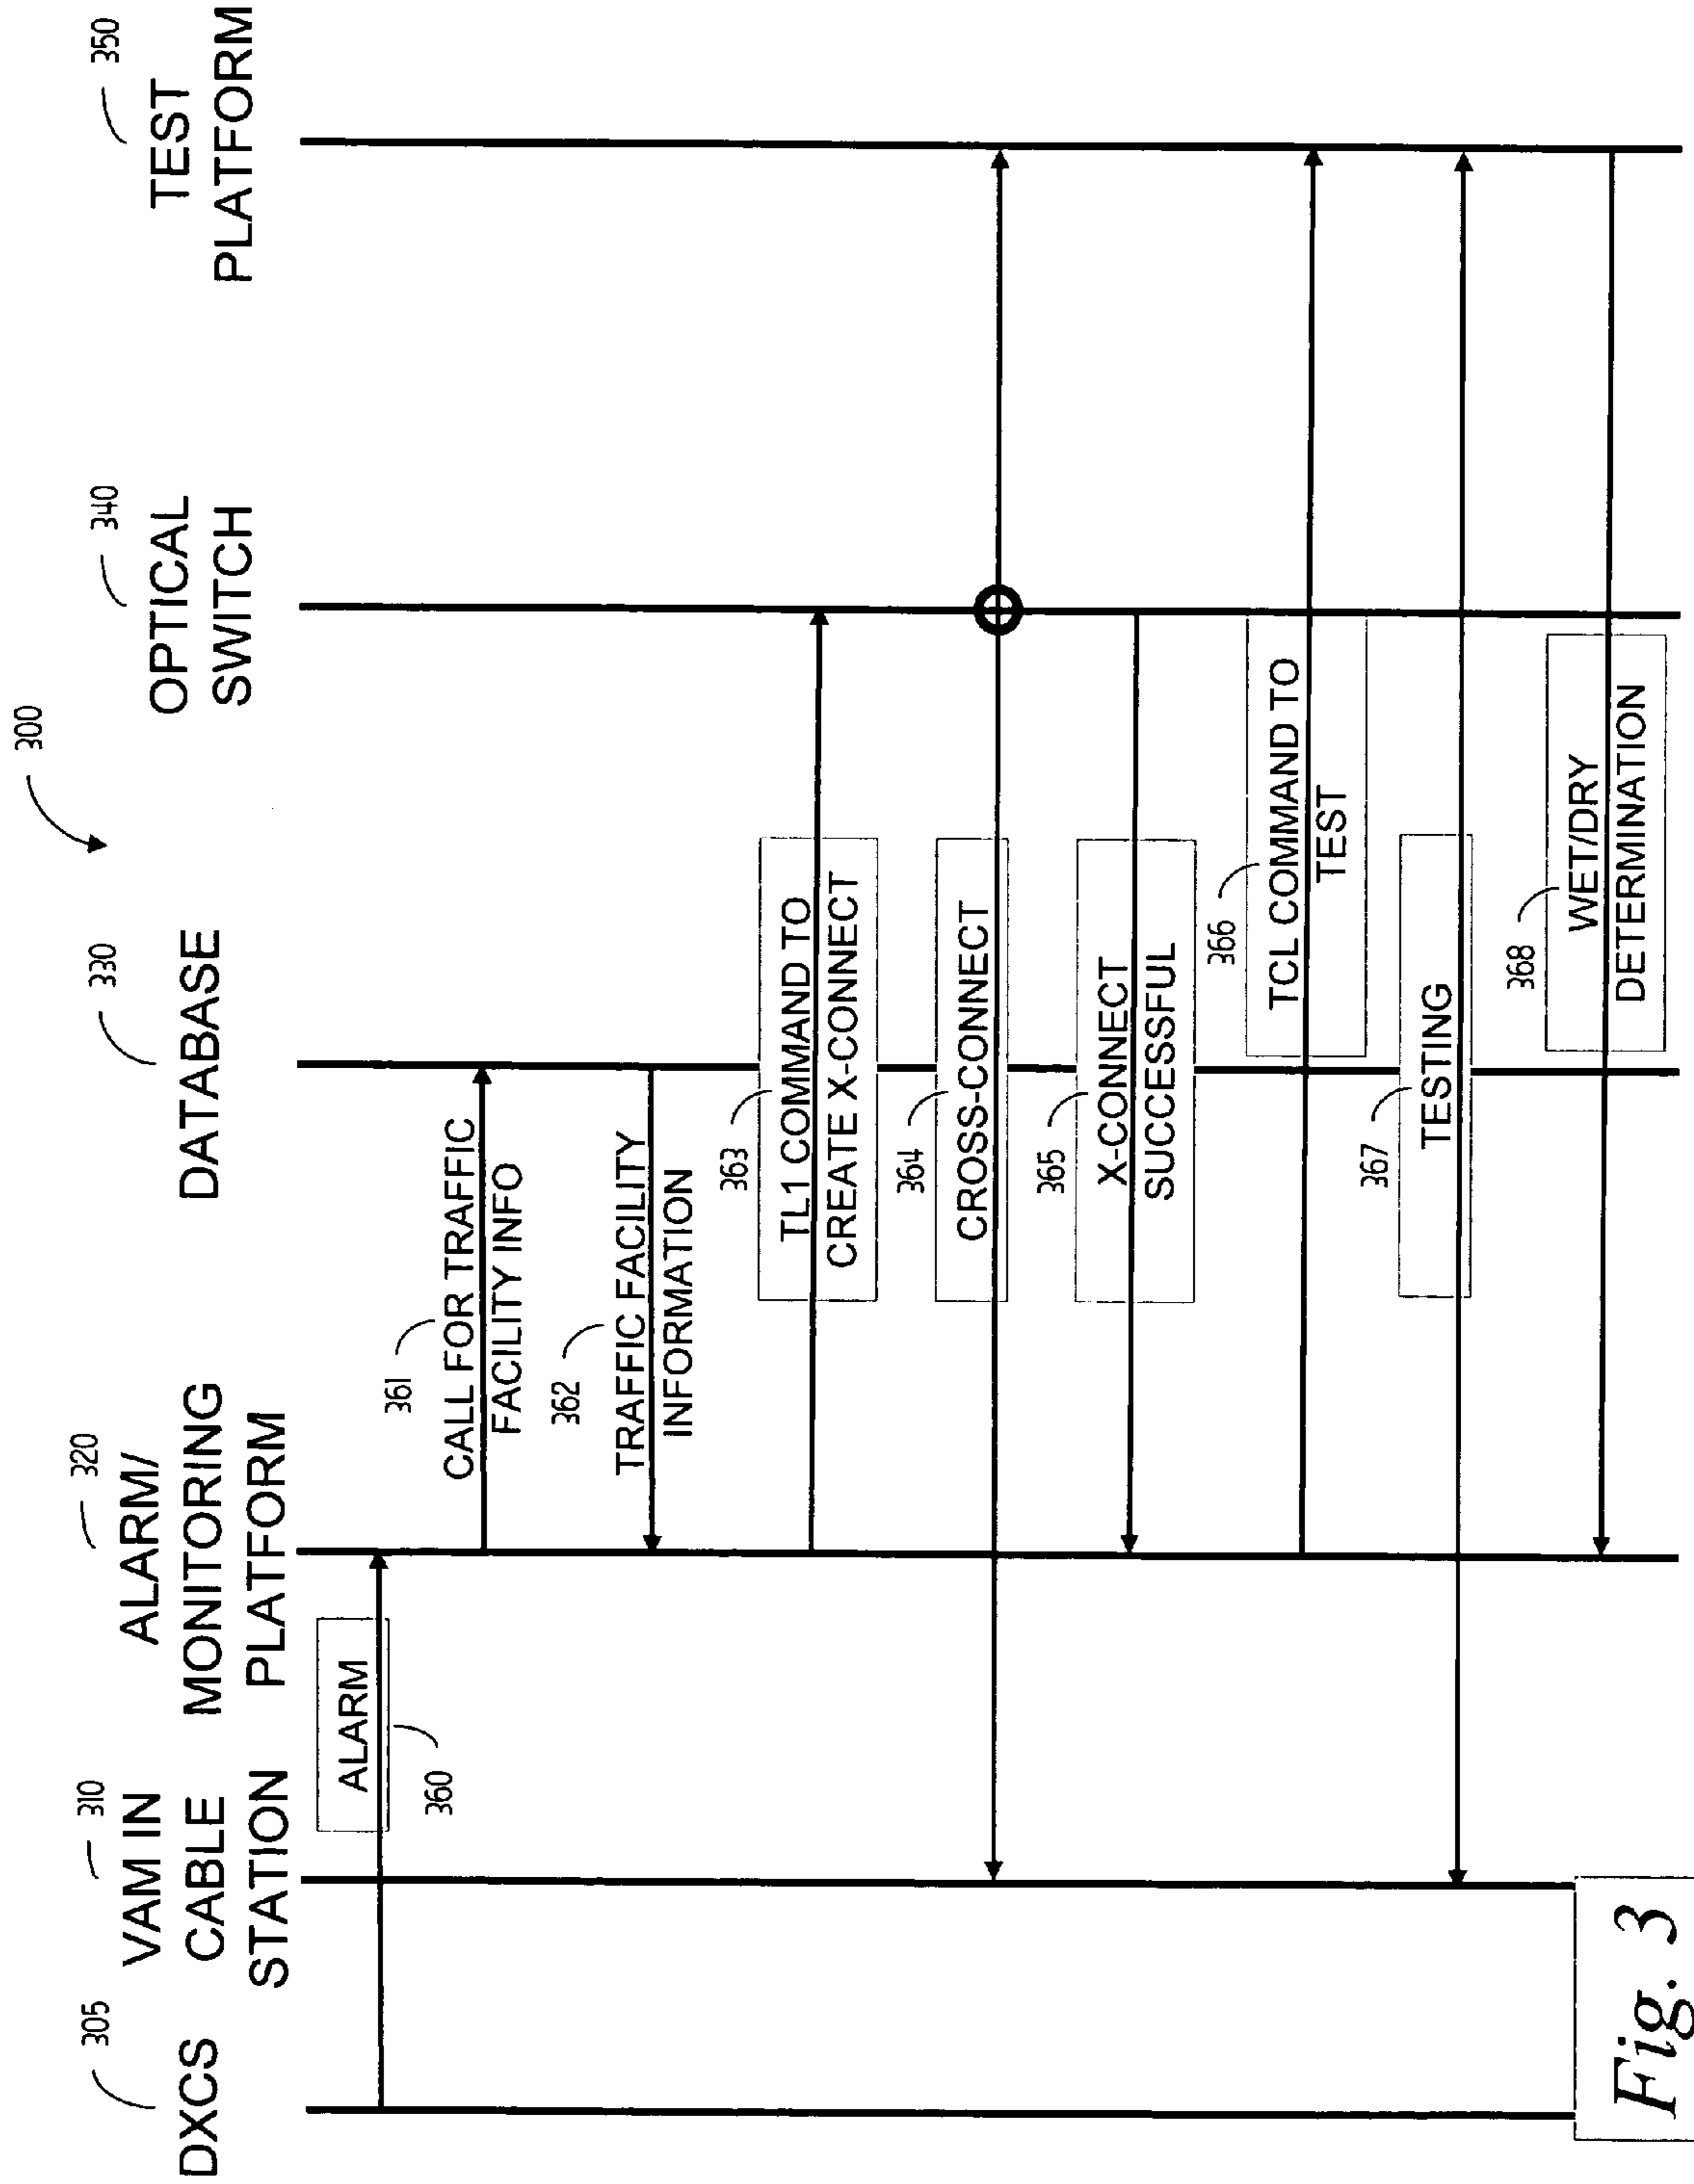 300
305
DXCS
310
VAM IN
CABLE
STATION
320
ALARM/
MONITORING
PLATFORM
330
DATABASE
340
OPTICAL
SWITCH
350
TEST
PLATFORM
ALARM
360
361
CALL FOR TRAFFIC
FACILITY INFO
362
TRAFFIC FACILITY
INFORMATION
363
TL1 COMMAND TO
CREATE X-CONNECT
364
CROSS-CONNECT
365
X-CONNECT
SUCCESSFUL
366
TCL COMMAND TO
TEST
367
TESTING
368
WET/DRY
DETERMINATION
Fig. 3